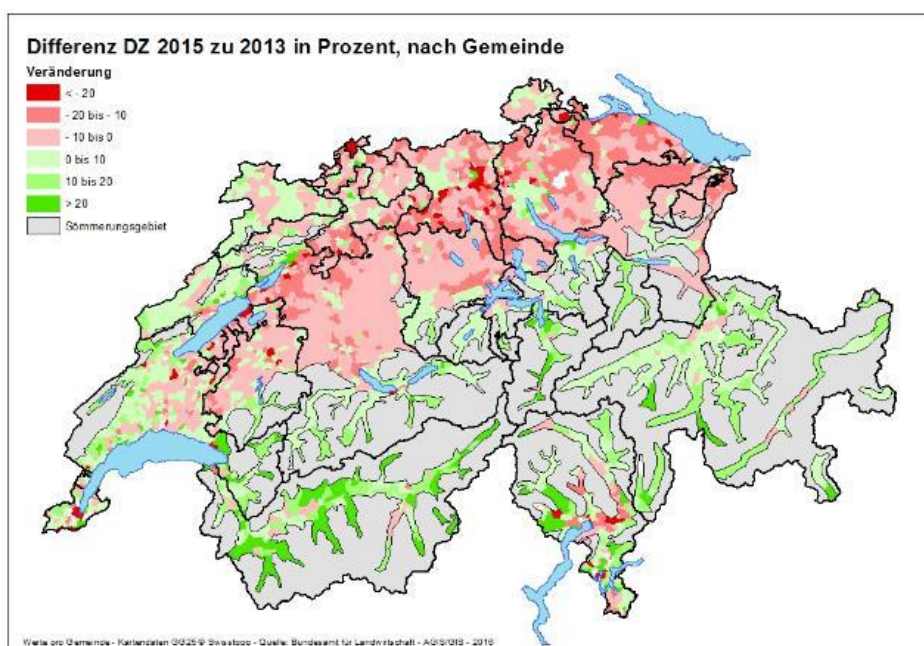 Differenz DZ 2015 zu 2013 in Prozent, nach Gemeinde
Veränderung
< - 20
- 20 bis - 10
- 10 bis 0
0 bis 10
10 bis 20
> 20
Sömmerungsgebiet
Werte pro Gemeinde - Kartendaten GG25© Swisstopo - Quelle: Bundesamt für Landwirtschaft - AGIS/GIS - 2016